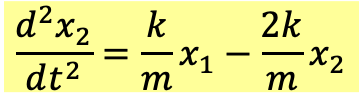 d²x₂/dt² = k/m x₁ − 2k/m x₂